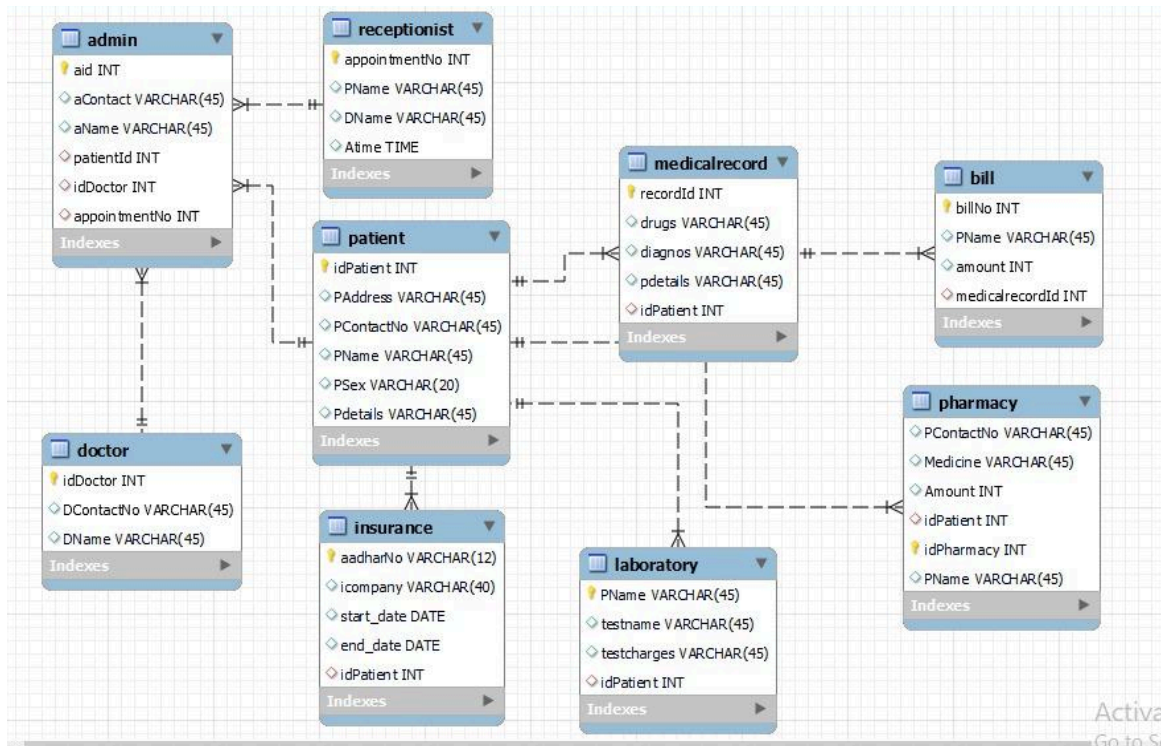 admin
aid INT
aContact VARCHAR(45)
aName VARCHAR(45)
patientId INT
idDoctor INT
appointmentNo INT
Indexes
receptionist
appointmentNo INT
PName VARCHAR(45)
DName VARCHAR(45)
Atime TIME
Indexes
medicalrecord
recordId INT
drugs VARCHAR(45)
diagnos VARCHAR(45)
pdetails VARCHAR(45)
idPatient INT
Indexes
bill
billNo INT
PName VARCHAR(45)
amount INT
medicalrecordId INT
Indexes
patient
idPatient INT
PAddress VARCHAR(45)
PContactNo VARCHAR(45)
PName VARCHAR(45)
PSex VARCHAR(20)
Pdetails VARCHAR(45)
Indexes
pharmacy
PContactNo VARCHAR(45)
Medicine VARCHAR(45)
Amount INT
idPatient INT
idPharmacy INT
PName VARCHAR(45)
Indexes
doctor
idDoctor INT
DContactNo VARCHAR(45)
DName VARCHAR(45)
Indexes
insurance
aadharNo VARCHAR(12)
icompany VARCHAR(40)
start_date DATE
end_date DATE
idPatient INT
Indexes
laboratory
PName VARCHAR(45)
testname VARCHAR(45)
testcharges VARCHAR(45)
idPatient INT
Indexes
Activa
Go to S